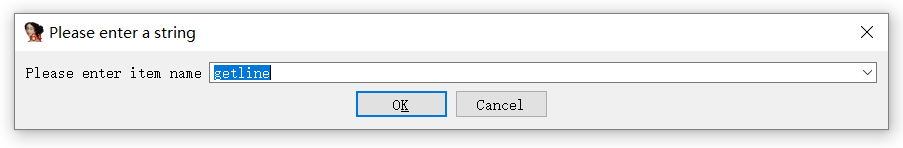 Please enter a string
Please enter item name getline
OK Cancel